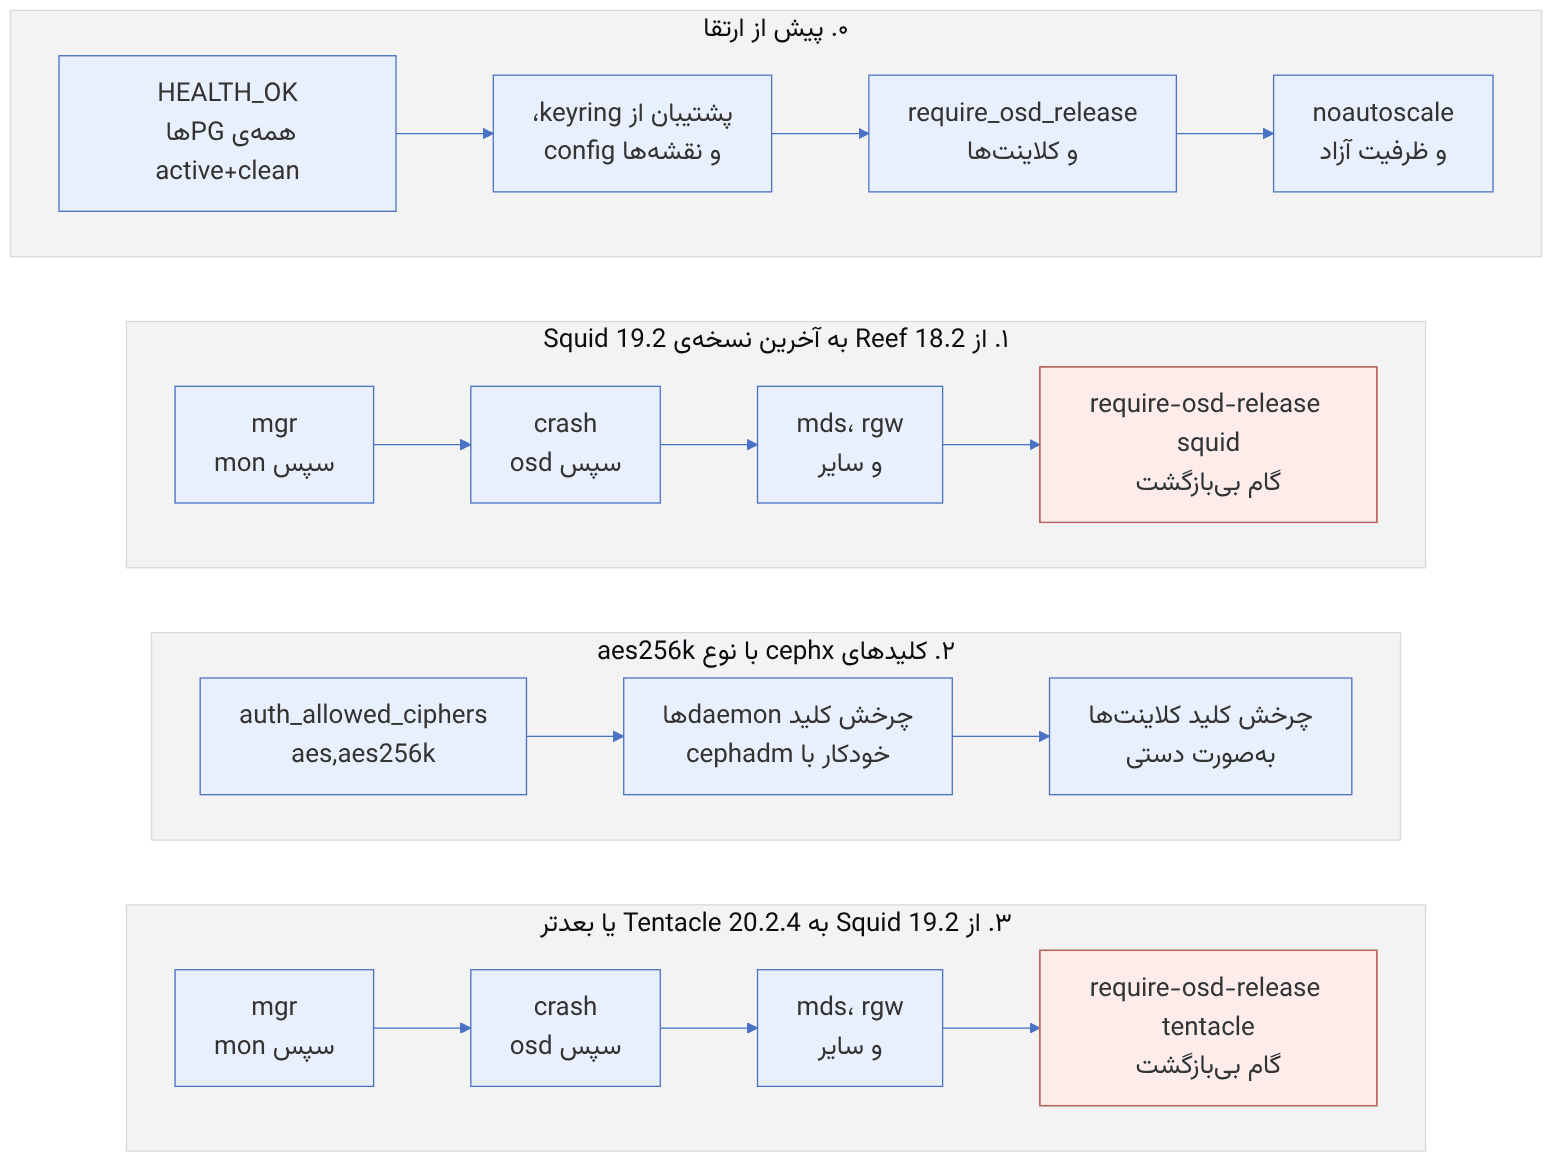 ۰. پیش از ارتقا
HEALTH_OK
همه‌ی PGها
active+clean
پشتیبان از keyring،
config و نقشه‌ها
require_osd_release
و کلاینت‌ها
noautoscale
و ظرفیت آزاد
۱. از Reef 18.2 به آخرین نسخه‌ی Squid 19.2
mgr
سپس mon
crash
سپس osd
mds، rgw
و سایر
require-osd-release
squid
گام بی‌بازگشت
۲. کلیدهای cephx با نوع aes256k
auth_allowed_ciphers
aes,aes256k
چرخش کلید daemonها
خودکار با cephadm
چرخش کلید کلاینت‌ها
به‌صورت دستی
۳. از Squid 19.2 به Tentacle 20.2.4 یا بعدتر
mgr
سپس mon
crash
سپس osd
mds، rgw
و سایر
require-osd-release
tentacle
گام بی‌بازگشت